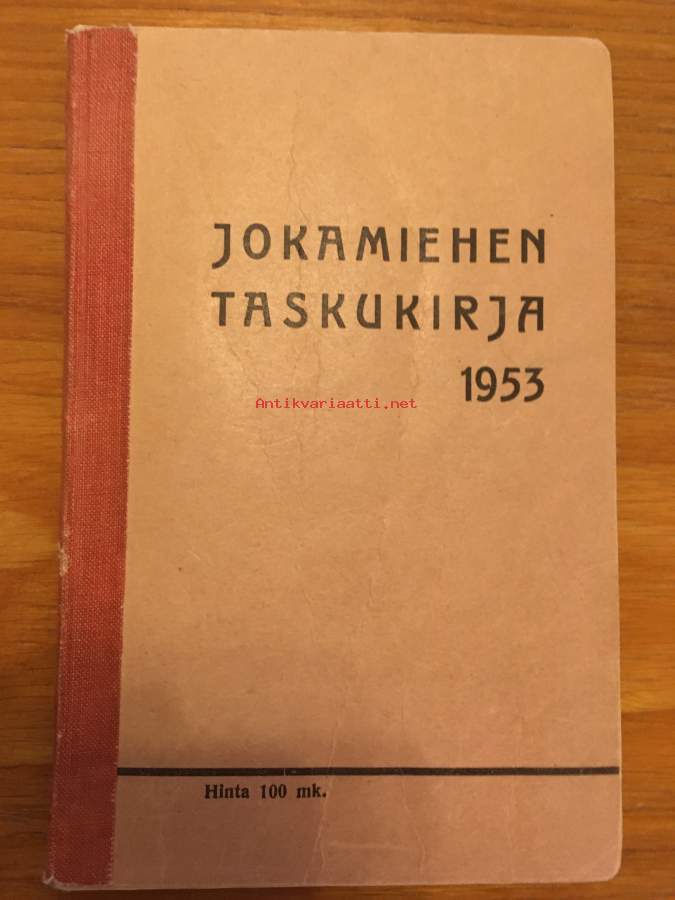 JOKAMIEHEN
TASKUKIRJA
1953
Antikvariaatti.net
Hinta 100 mk.